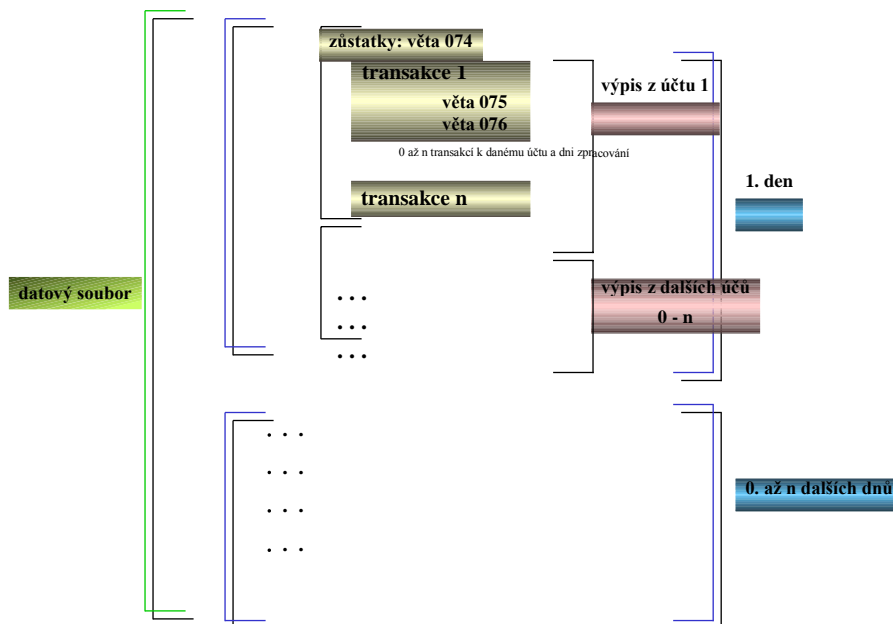 zůstatky: věta 074
transakce 1
věta 075
věta 076
0 až n transakcí k danému účtu a dni zpracování
transakce n
výpis z účtu 1
1. den
datový soubor
. . .
. . .
. . .
výpis z dalších účů
0 - n
. . .
. . .
. . .
. . .
0. až n dalších dnů